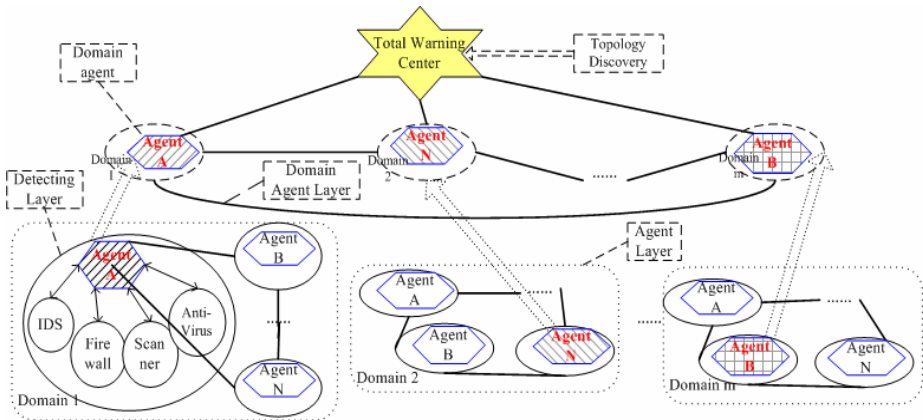 Total Warning
Center
Topology
Discovery
Domain
agent
Agent
A
Domain
1
Agent
N
Domain
2
......
Agent
B
Domain
m
Detecting
Layer
Domain
Agent Layer
Agent
Layer
Agent
A
IDS
Fire
wall
Scan
ner
Anti-
Virus
Agent
B
......
Agent
N
Domain 1
Agent
A
......
Agent
B
Agent
N
Domain 2
......
Agent
A
......
Agent
B
Agent
N
Domain m